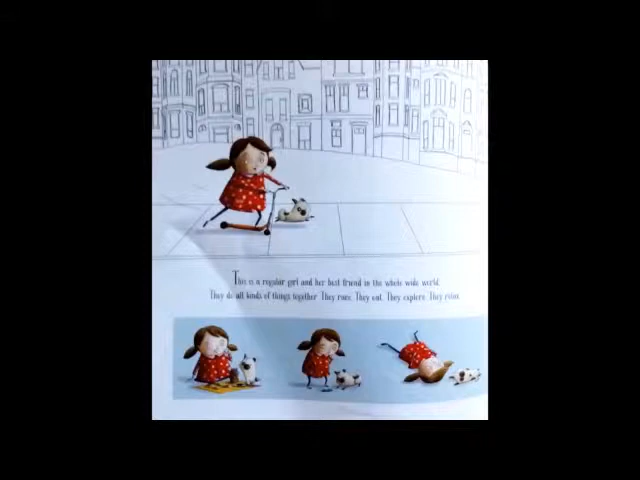 This is a regular girl and her best friend in the whole wide world.
They do all kinds of things together. They race. They eat. They explore. They relax.